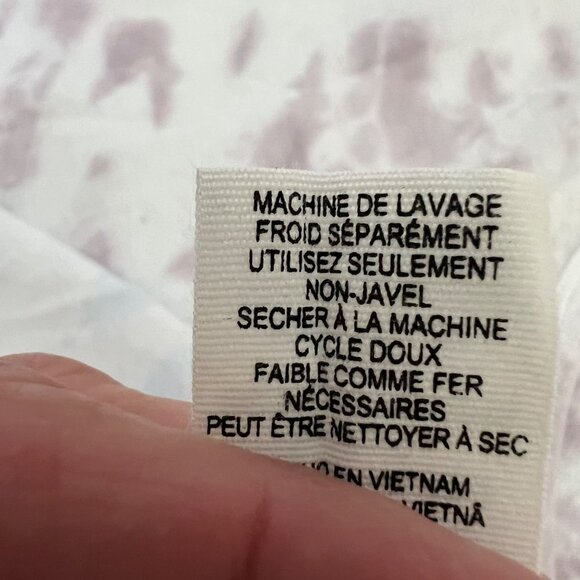 MACHINE DE LAVAGE
FROID SÉPARÉMENT
UTILISEZ SEULEMENT
NON-JAVEL
SECHER À LA MACHINE
CYCLE DOUX
FAIBLE COMME FER
NÉCESSAIRES
PEUT ÊTRE NETTOYER À SEC
EN VIETNAM
VIETNÃ